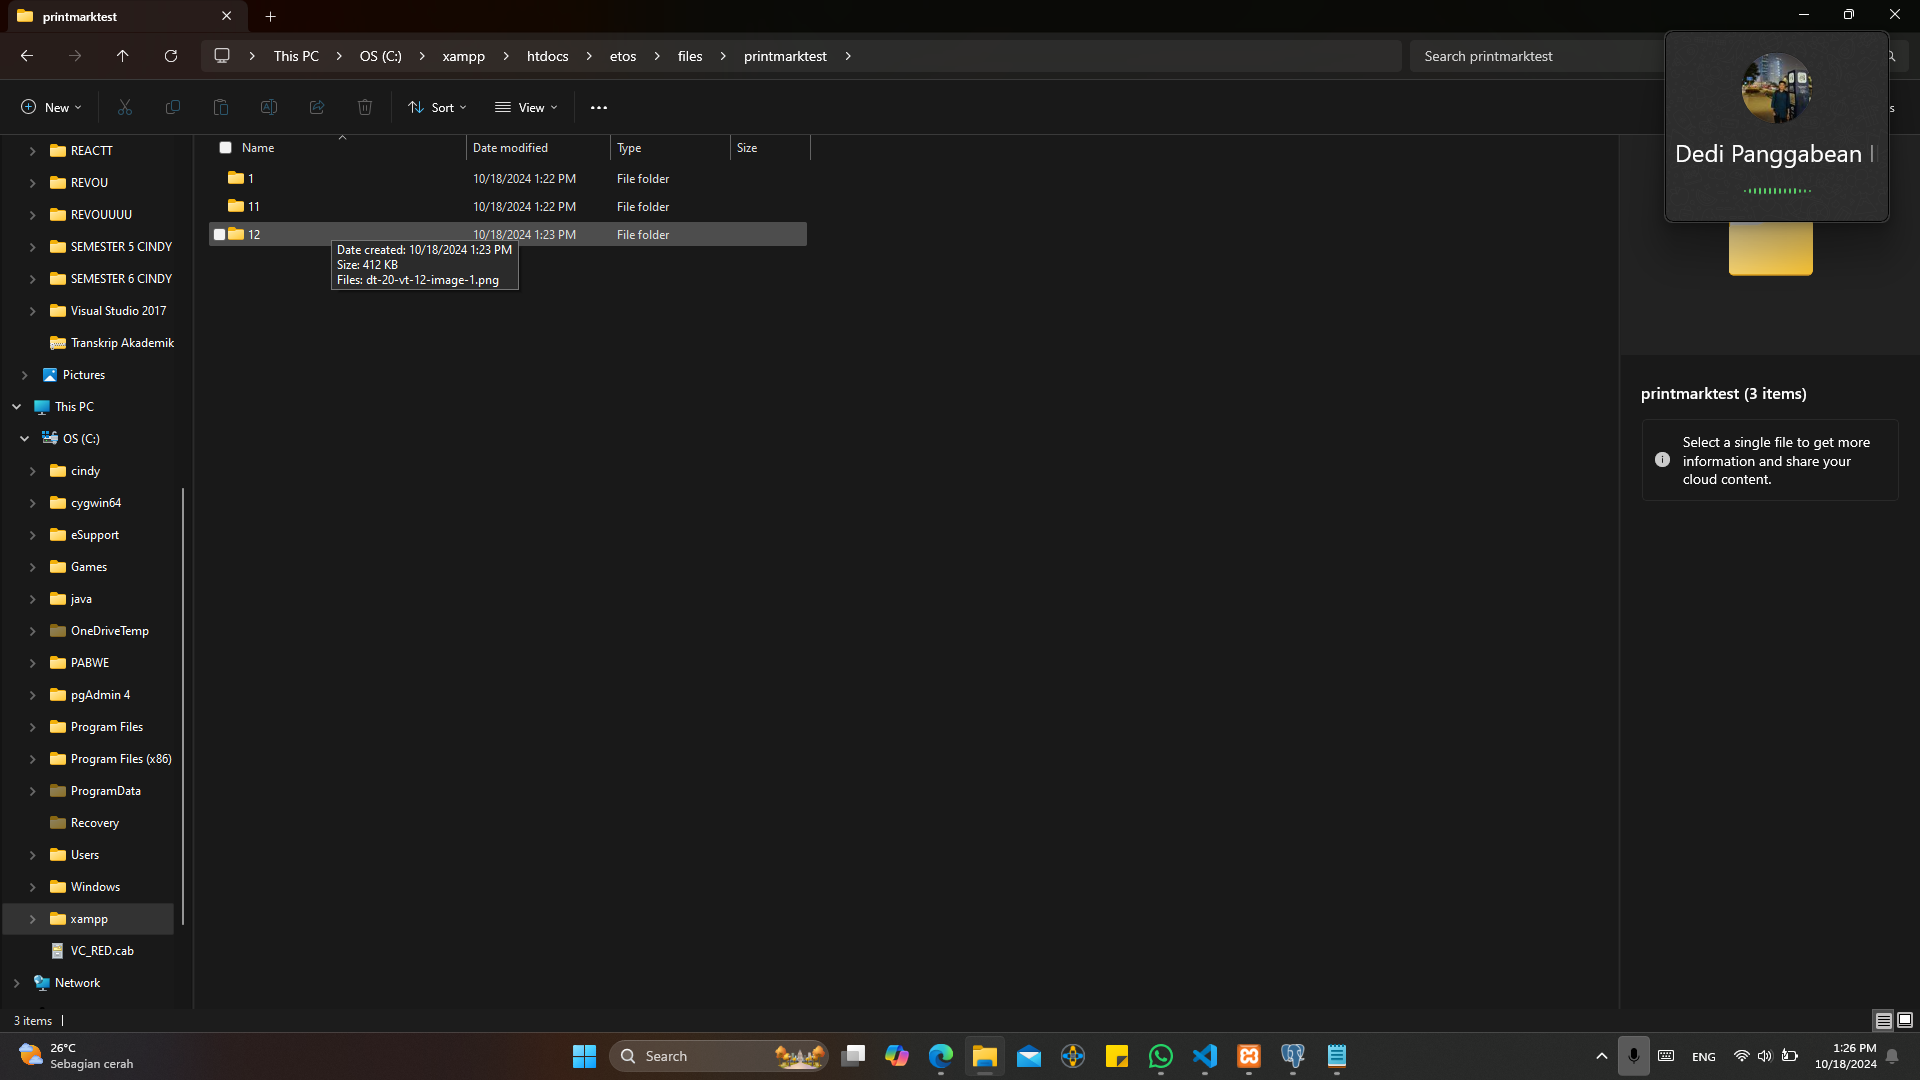 printmarktest
This PC
OS (C:)
xampp
htdocs
etos
files
printmarktest
Search printmarktest
New
Sort
View
s
Dedi Panggabean
Name
Date modified
Type
Size
1
10/18/2024 1:22 PM
File folder
11
10/18/2024 1:22 PM
File folder
12
10/18/2024 1:23 PM
File folder
Date created: 10/18/2024 1:23 PM
Size: 412 KB
Files: dt-20-vt-12-image-1.png
REACTT
REVOU
REVOUUUU
SEMESTER 5 CINDY
SEMESTER 6 CINDY
Visual Studio 2017
Transkrip Akademik
Pictures
This PC
OS (C:)
cindy
cygwin64
eSupport
Games
java
OneDriveTemp
PABWE
pgAdmin 4
Program Files
Program Files (x86)
ProgramData
Recovery
Users
Windows
xampp
VC_RED.cab
Network
printmarktest (3 items)
Select a single file to get more
information and share your
cloud content.
3 items
26°C
Sebagian cerah
Search
ENG
1:26 PM
10/18/2024